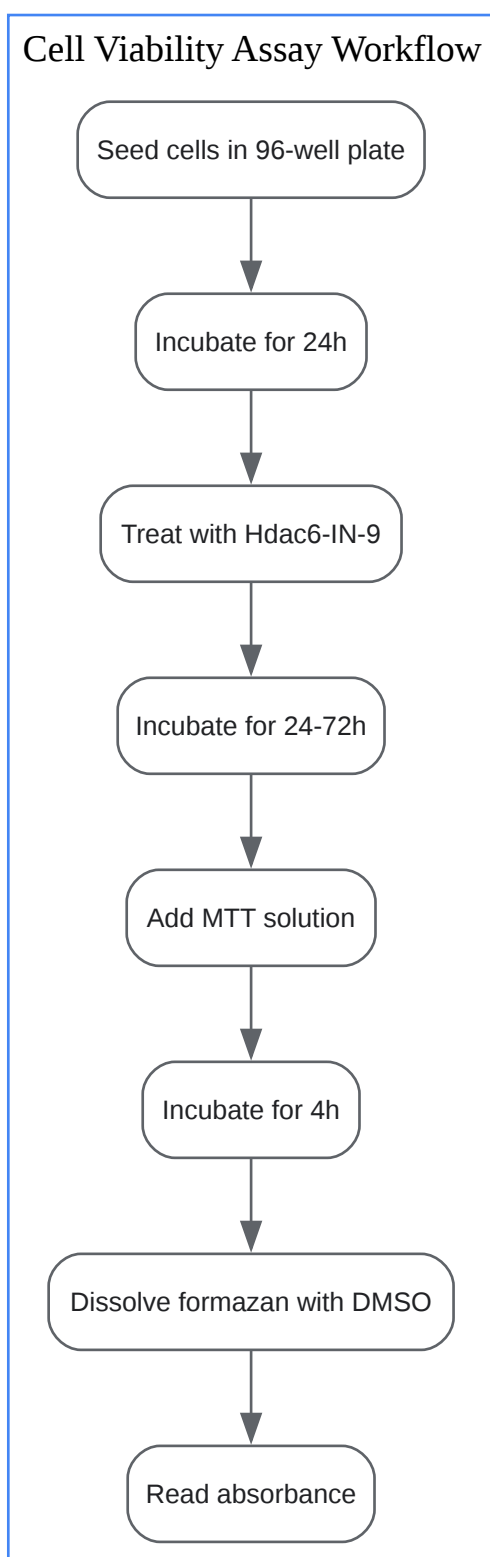 Cell Viability Assay Workflow
Seed cells in 96-well plate
Incubate for 24h
Treat with Hdac6-IN-9
Incubate for 24-72h
Add MTT solution
Incubate for 4h
Dissolve formazan with DMSO
Read absorbance